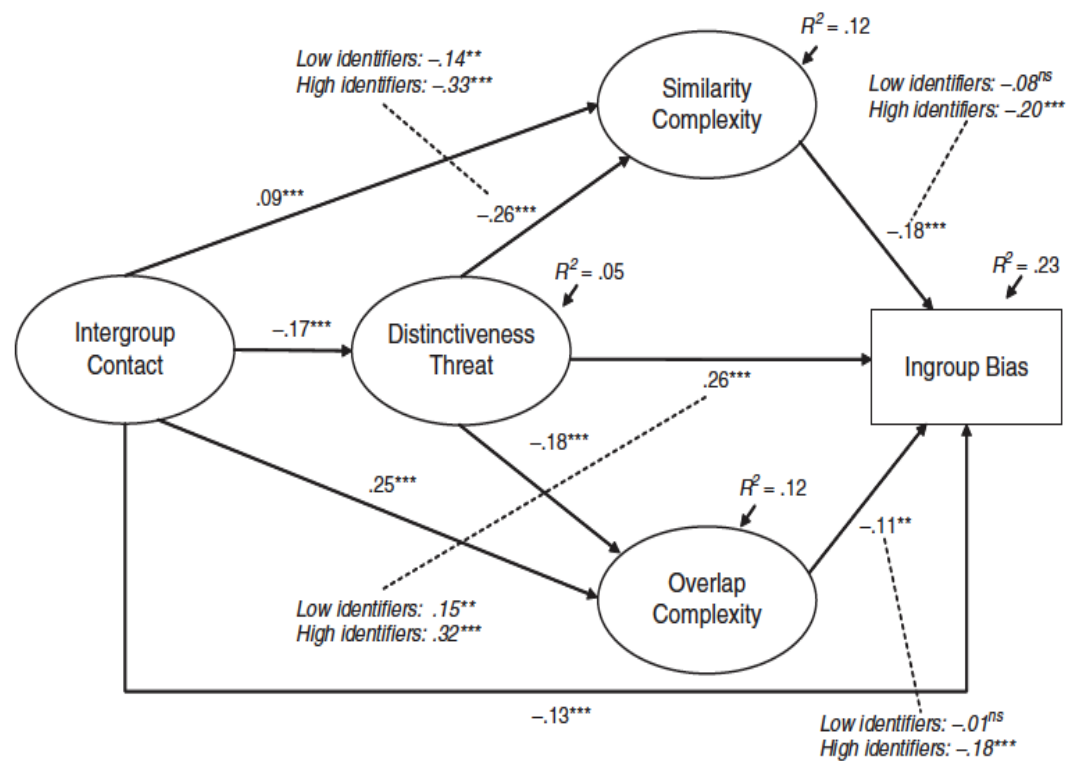 R² = .12
Low identifiers: –.14**
High identifiers: –.33***
Similarity
Complexity
Low identifiers: –.08ns
High identifiers: –.20***
.09***
–.26***
–.18***
R² = .05
R² = .23
Intergroup
Contact
–.17***
Distinctiveness
Threat
Ingroup Bias
.26***
–.18***
.25***
R² = .12
–.11**
Overlap
Complexity
Low identifiers: .15**
High identifiers: .32***
–.13***
Low identifiers: –.01ns
High identifiers: –.18***